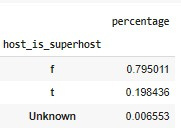 percentage
host_is_superhost
f 0.795011
t 0.198436
Unknown 0.006553